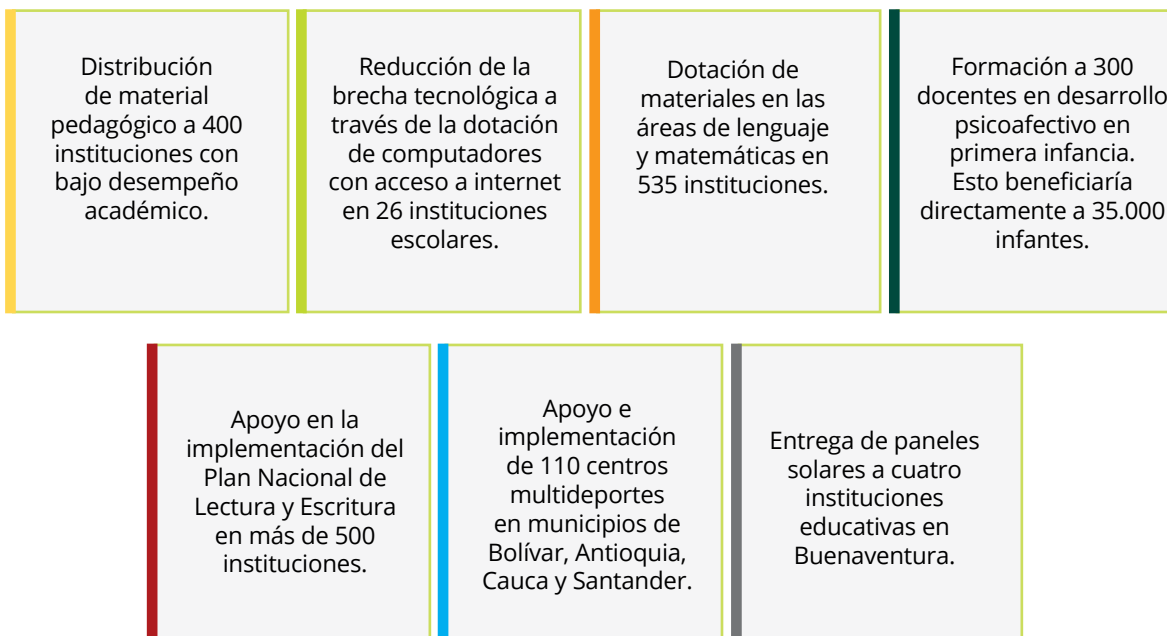 Distribución
de material
pedagógico a 400
instituciones con
bajo desempeño
académico.
Reducción de la
brecha tecnológica a
través de la dotación
de computadores
con acceso a internet
en 26 instituciones
escolares.
Dotación de
materiales en las
áreas de lenguaje
y matemáticas en
535 instituciones.
Formación a 300
docentes en desarrollo
psicoafectivo en
primera infancia.
Esto beneficiaría
directamente a 35.000
infantes.
Apoyo en la
implementación del
Plan Nacional de
Lectura y Escritura
en más de 500
instituciones.
Apoyo e
implementación
de 110 centros
multideportes
en municipios de
Bolívar, Antioquia,
Cauca y Santander.
Entrega de paneles
solares a cuatro
instituciones
educativas en
Buenaventura.